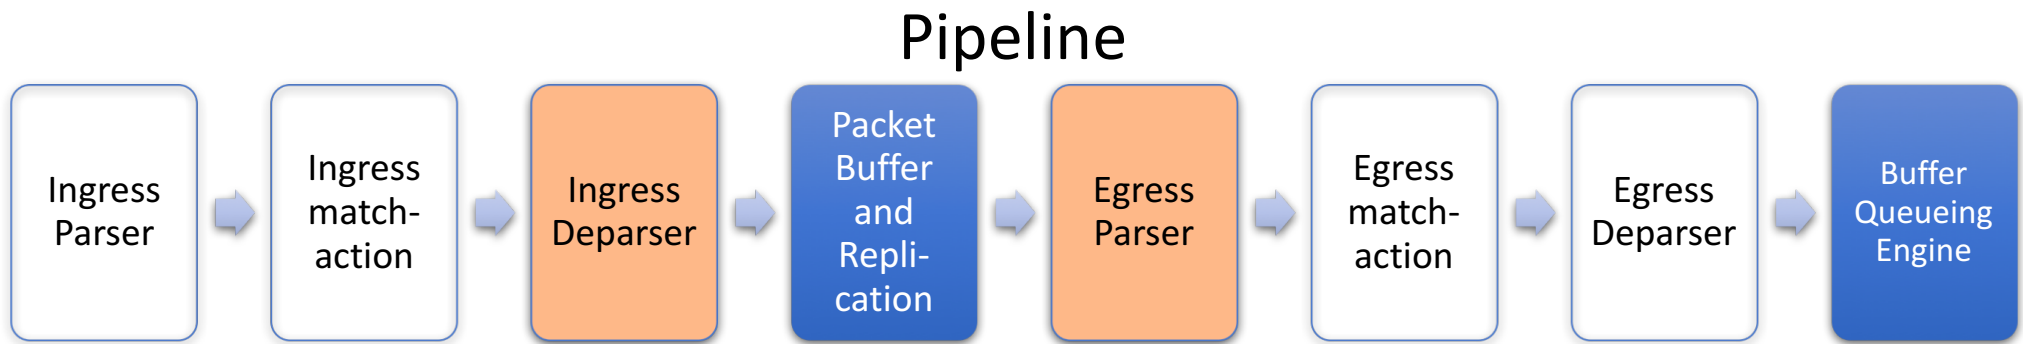 Pipeline
Ingress
Parser
Ingress
match-
action
Ingress
Deparser
Packet
Buffer
and
Repli-
cation
Egress
Parser
Egress
match-
action
Egress
Deparser
Buffer
Queueing
Engine